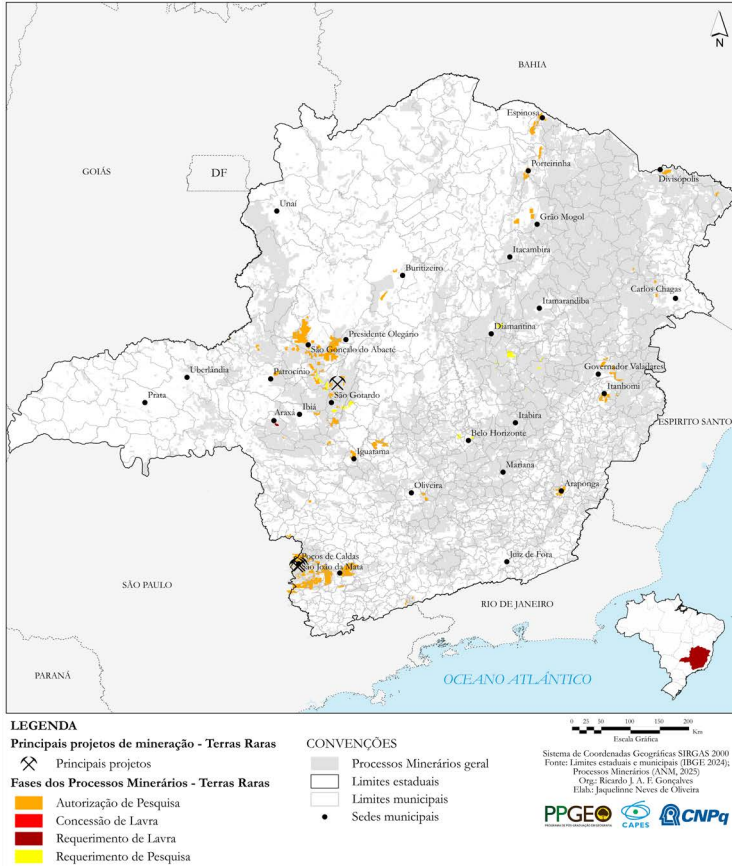 N
BAHIA
Espinosa
GOIÁS
DF
Porteirinha
Divisópolis
Unaí
Grão Mogol
Itacambira
Buritizeiro
Carlos Chagas
Itamarandiba
Diamantina
Presidente Olegário
São Gonçalo do Abaeté
Governador Valadares
Uberlândia
Patrocínio
Itanhomi
Prata
São Gotardo
Ibiá
Araxá
Itabira
ESPIRITO SANTO
Belo Horizonte
Iguatama
Mariana
Oliveira
Araponga
Poços de Caldas
São João da Mata
Juiz de Fora
SÃO PAULO
RIO DE JANEIRO
PARANÁ
OCEANO ATLÂNTICO
LEGENDA
Principais projetos de mineração - Terras Raras
Principais projetos
Fases dos Processos Minerários - Terras Raras
Autorização de Pesquisa
Concessão de Lavra
Requerimento de Lavra
Requerimento de Pesquisa
CONVENÇÕES
Processos Minerários geral
Limites estaduais
Limites municipais
Sedes municipais
0 25 50 100 150 200
Km
Escala Gráfica
Sistema de Coordenadas Geográficas SIRGAS 2000
Fonte: Limites estaduais e municipais (IBGE 2024);
Processos Minerários (ANM, 2025)
Org: Ricardo J. A. F. Gonçalves
Elab.: Jaquelinne Neves de Oliveira
PPGEO
PROGRAMA DE PÓS-GRADUAÇÃO EM GEOGRAFIA
CAPES
CNPq